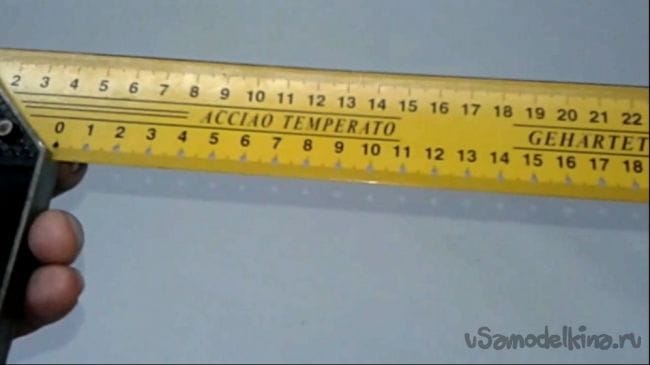 2 3 4 5 6 7 8 9 10 11 12 13 14 15 16 17 18 19 20 21 22
ACCIAO TEMPERATO
GEHARTET
0 1 2 3 4 5 6 7 8 9 10 11 12 13 14 15 16 17 18
vSamodelkina.ru